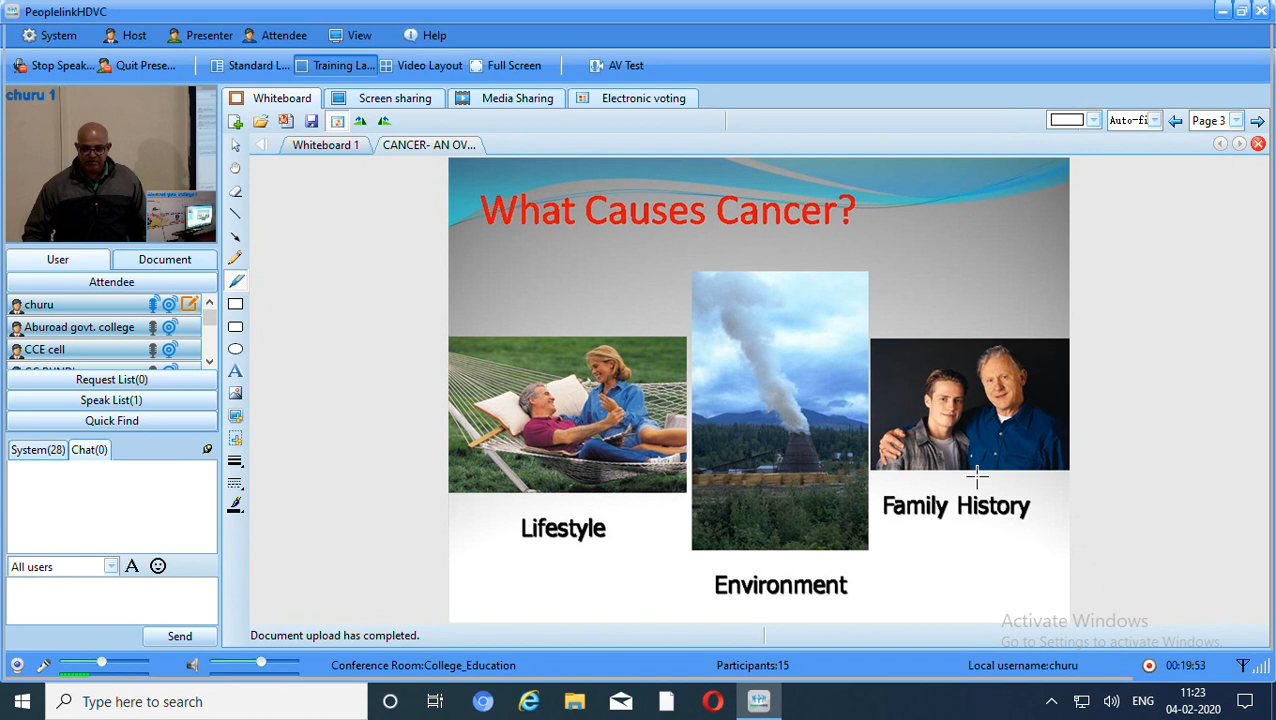 PeoplelinkHDVC
System Host Presenter Attendee View Help
Stop Speak... Quit Prese... Standard L... Training La... Video Layout Full Screen AV Test
churu 1
Whiteboard Screen sharing Media Sharing Electronic voting
Auto-fi Page 3
Whiteboard 1 CANCER- AN OV...
What Causes Cancer?
Lifestyle
Environment
Family History
User Document
Attendee
churu
Aburoad govt. college
CCE cell
Request List(0)
Speak List(1)
Quick Find
System(28) Chat(0)
All users
Send
Document upload has completed.
Activate Windows
Go to Settings to activate Windows.
Conference Room:College_Education Participants:15 Local username:churu 00:19:53
Type here to search
ENG
11:23
04-02-2020